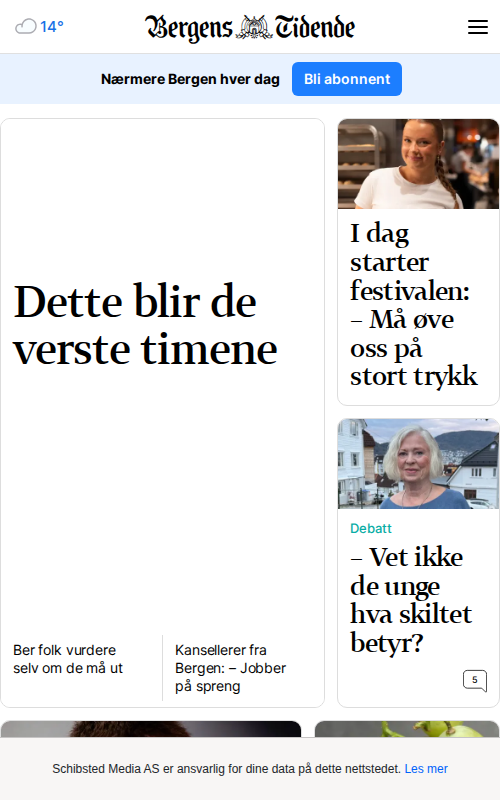 14°
Bergens Tidende
Nærmere Bergen hver dag
Bli abonnent
Dette blir de
verste timene
Ber folk vurdere
selv om de må ut
Kansellerer fra
Bergen: – Jobber
på spreng
I dag
starter
festivalen:
– Må øve
oss på
stort trykk
Debatt
– Vet ikke
de unge
hva skiltet
betyr?
5
Schibsted Media AS er ansvarlig for dine data på dette nettstedet. Les mer